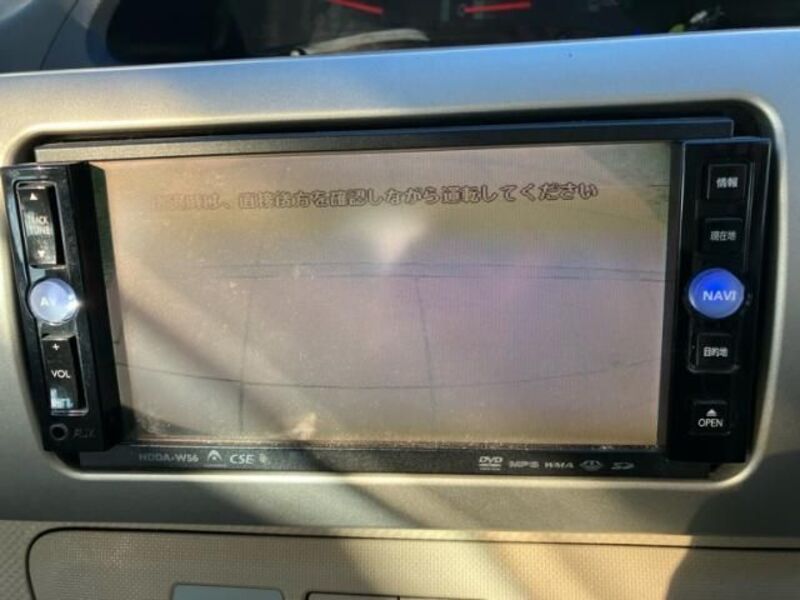 、直接後方を確認しながら運転してください
TRACK
TUNE
AV
+
VOL
AUX
情報
現在地
NAVI
目的地
OPEN
HDDA-W56 CSE
DVD MP3 WMA SD